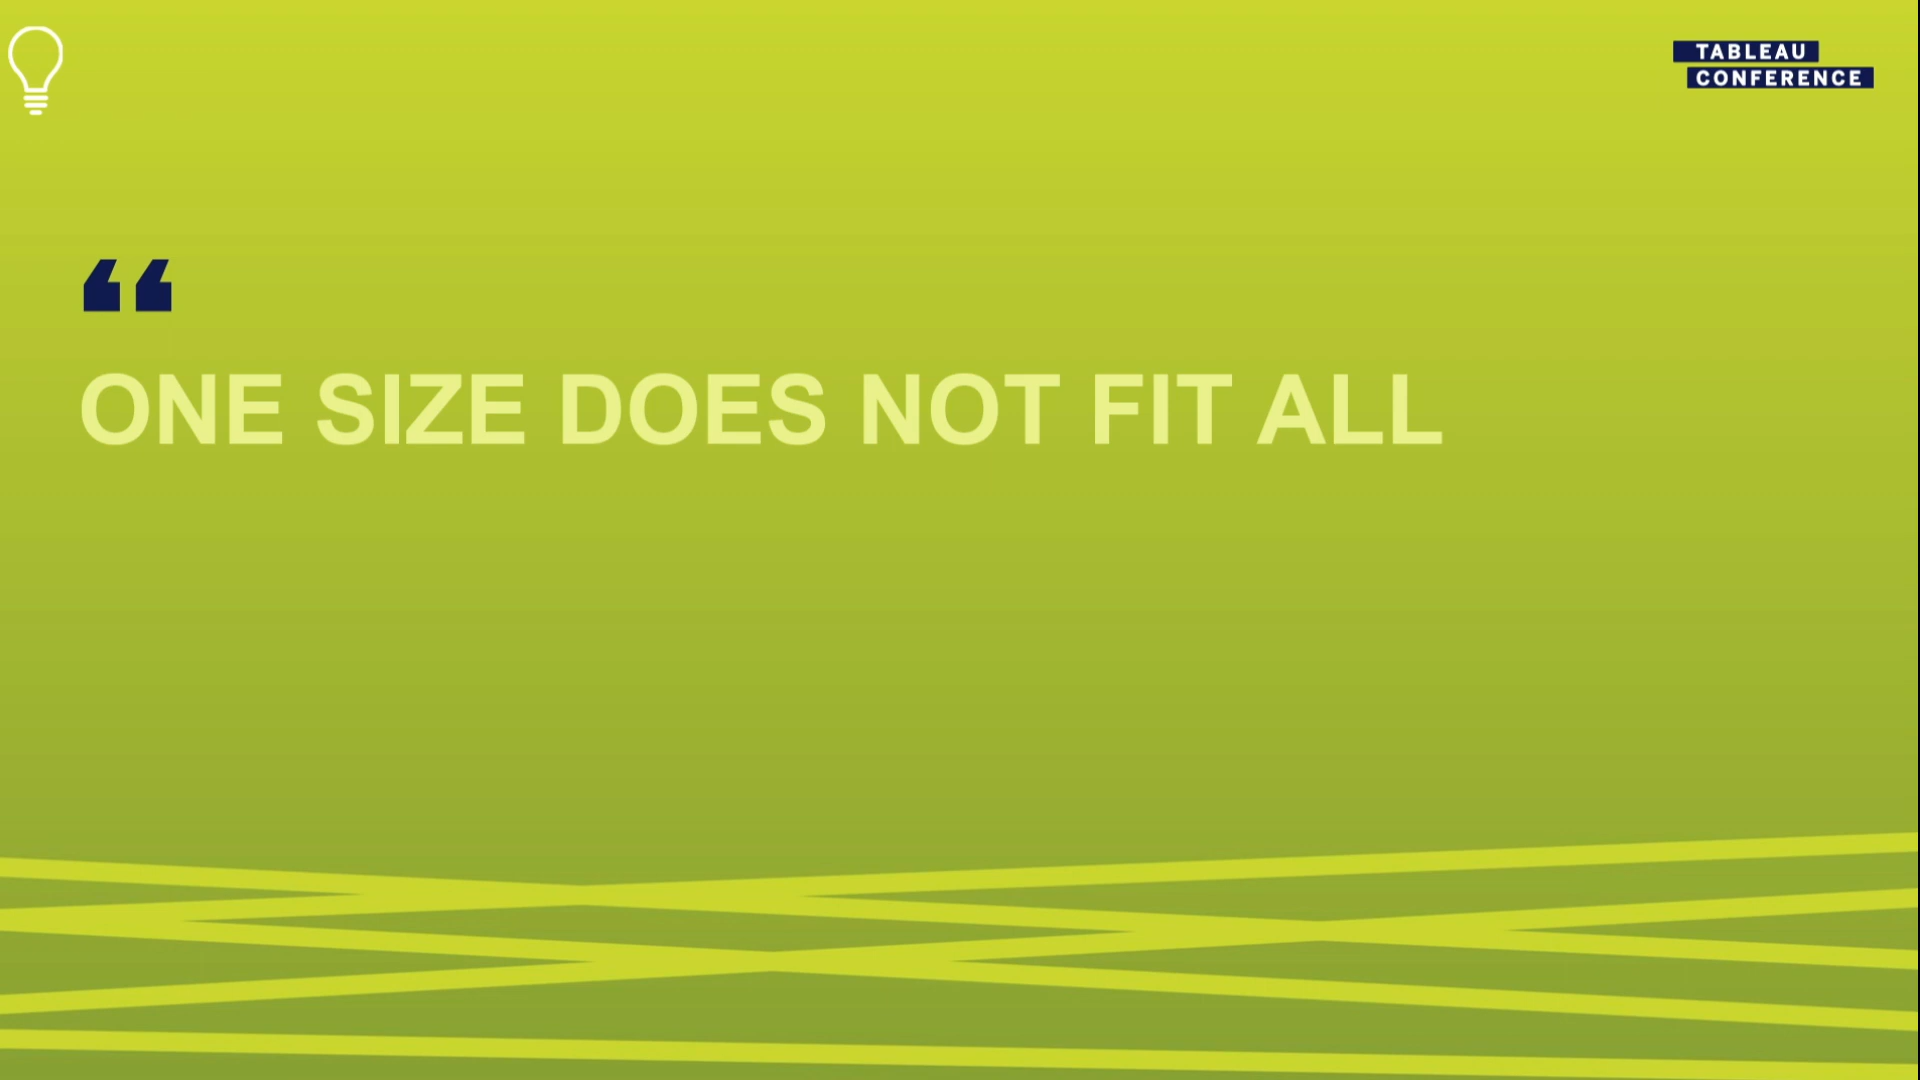 TABLEAU
CONFERENCE
“
ONE SIZE DOES NOT FIT ALL